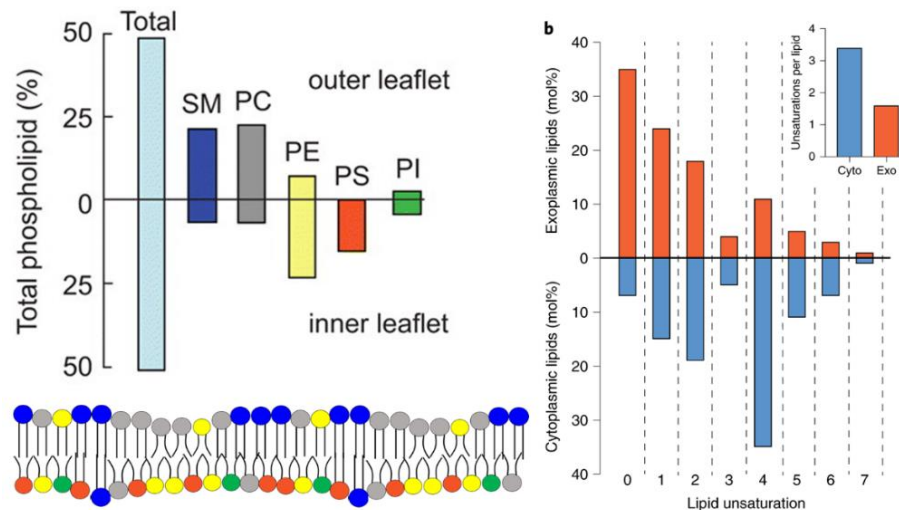 Total phospholipid (%)
50
25
0
25
50
Total
SM
PC
PE
PS
PI
outer leaflet
inner leaflet
b
Exoplasmic lipids (mol%)
Cytoplasmic lipids (mol%)
40
30
20
10
0
10
20
30
40
0 1 2 3 4 5 6 7
Lipid unsaturation
Unsaturations per lipid
4
3
2
1
0
Cyto Exo